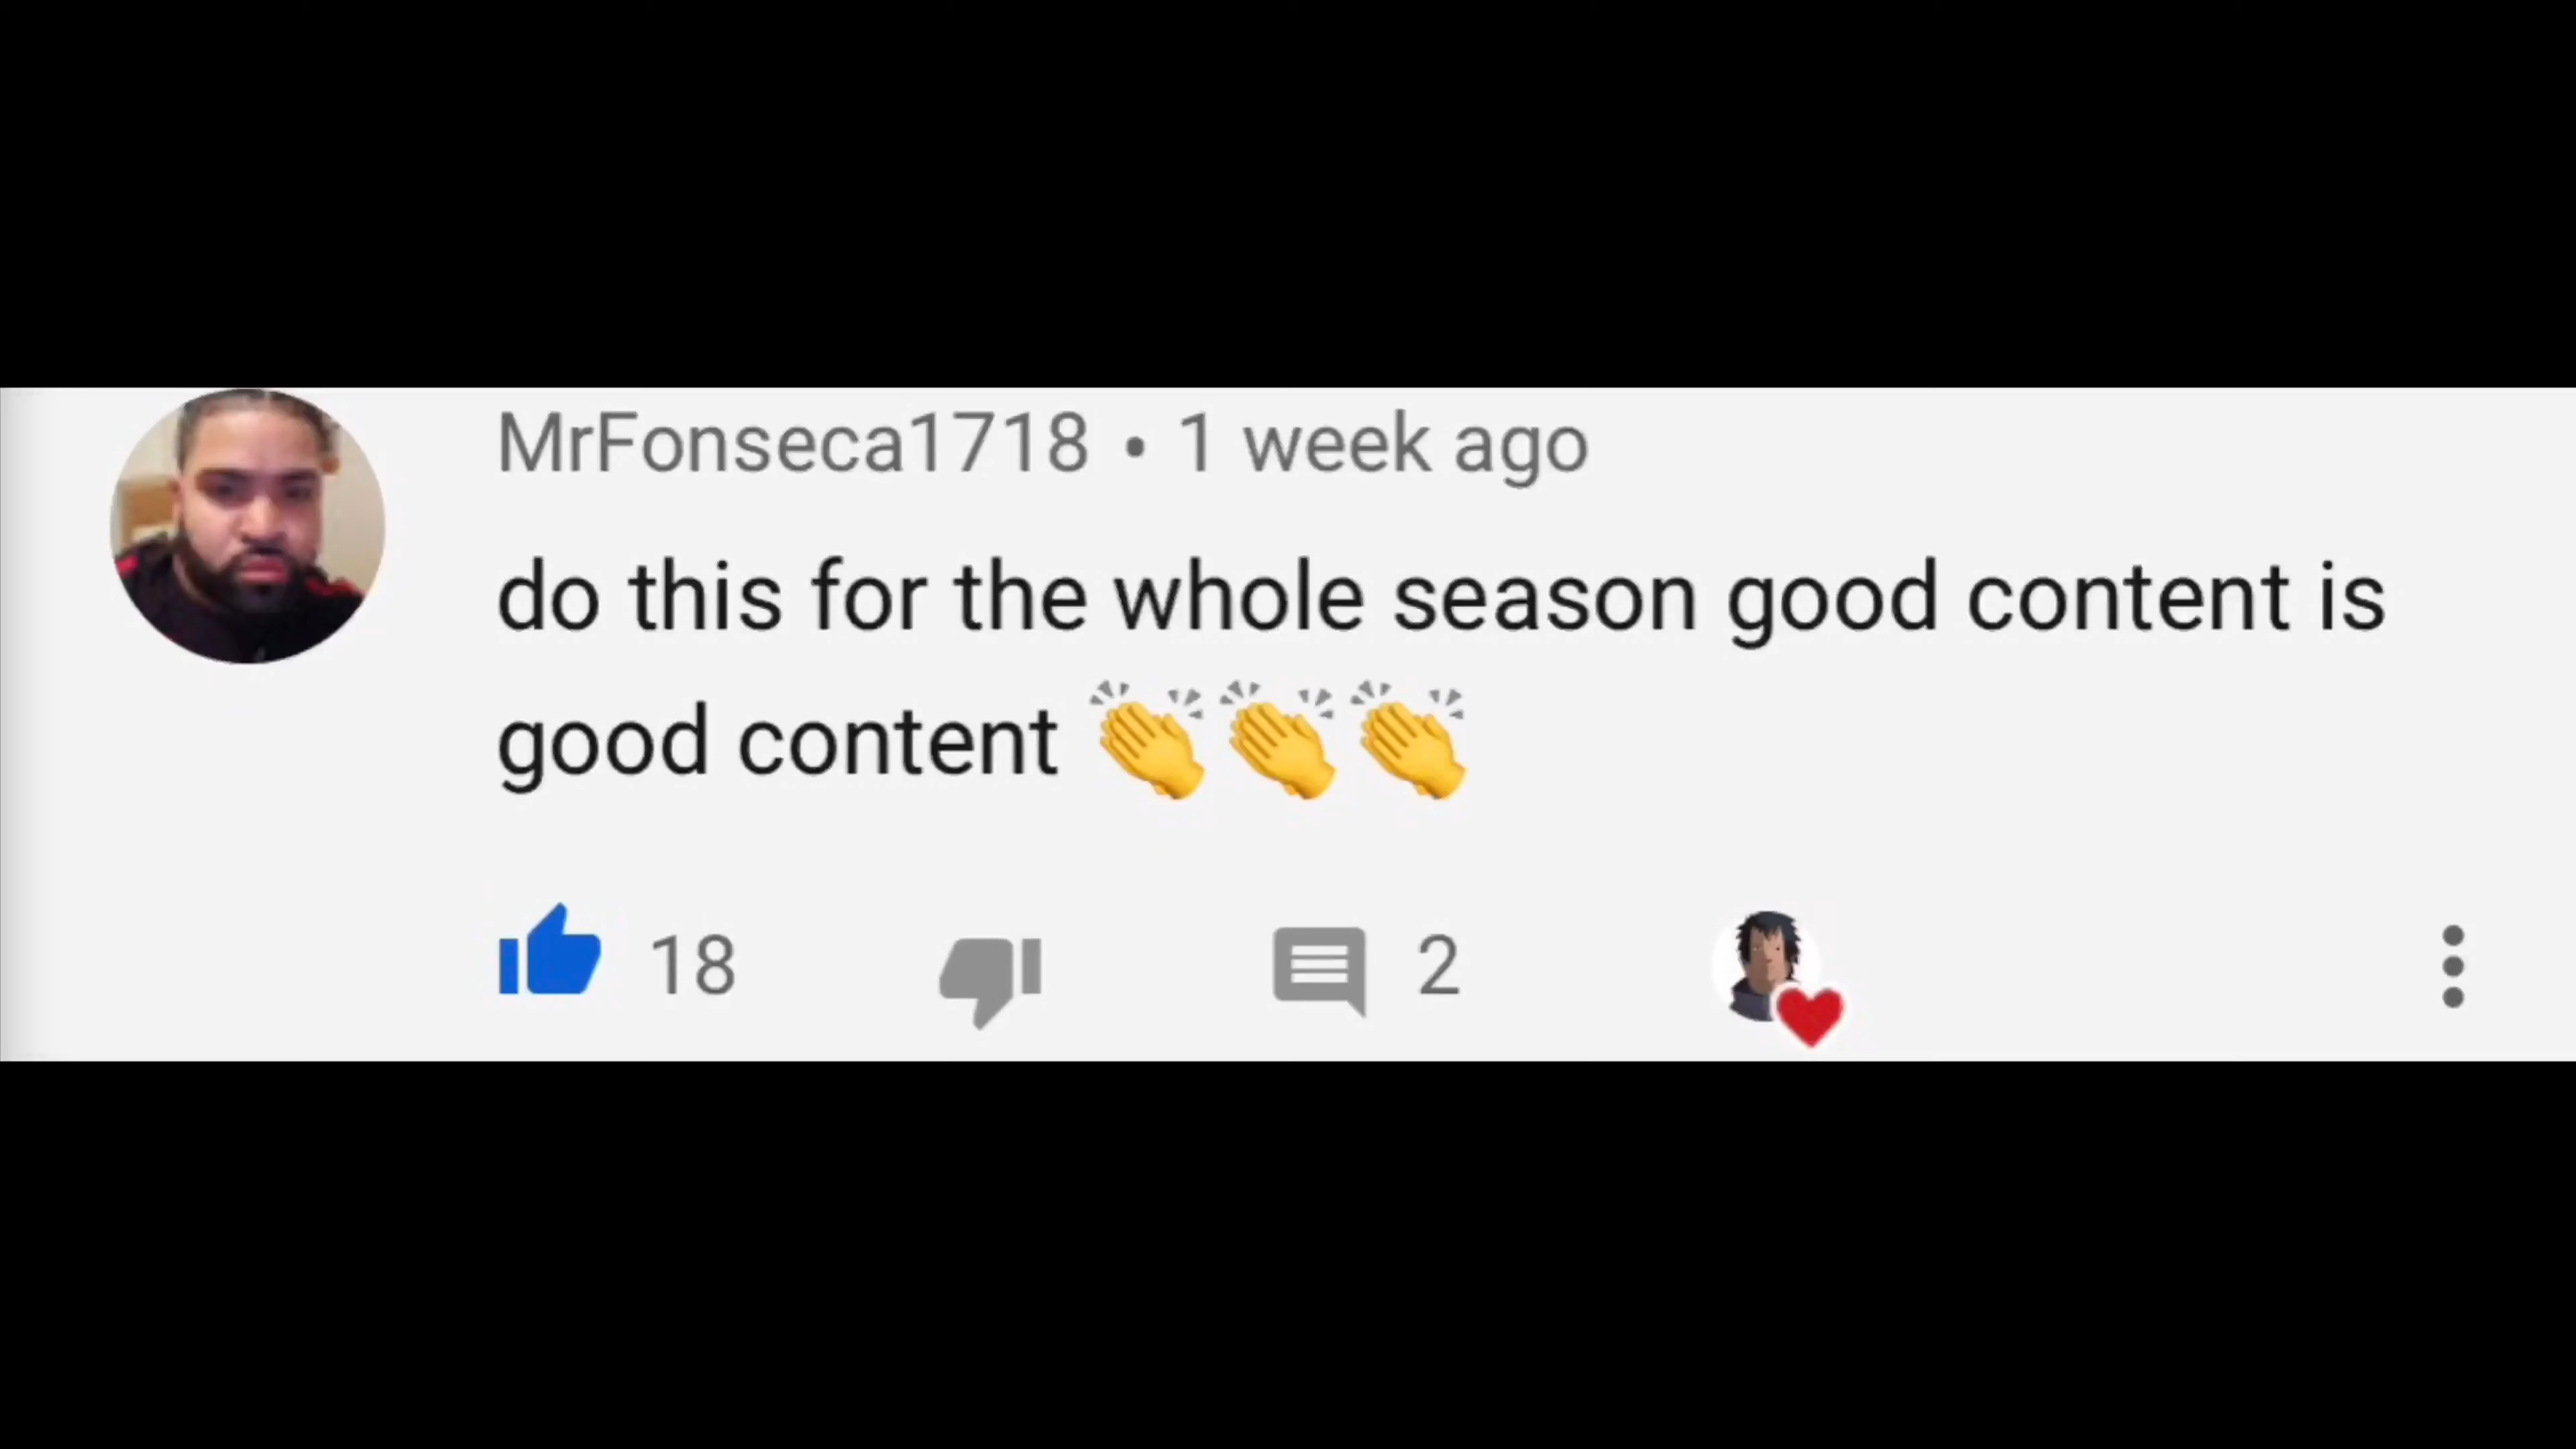 MrFonseca1718 • 1 week ago
do this for the whole season good content is
good content 👏👏👏
18 2